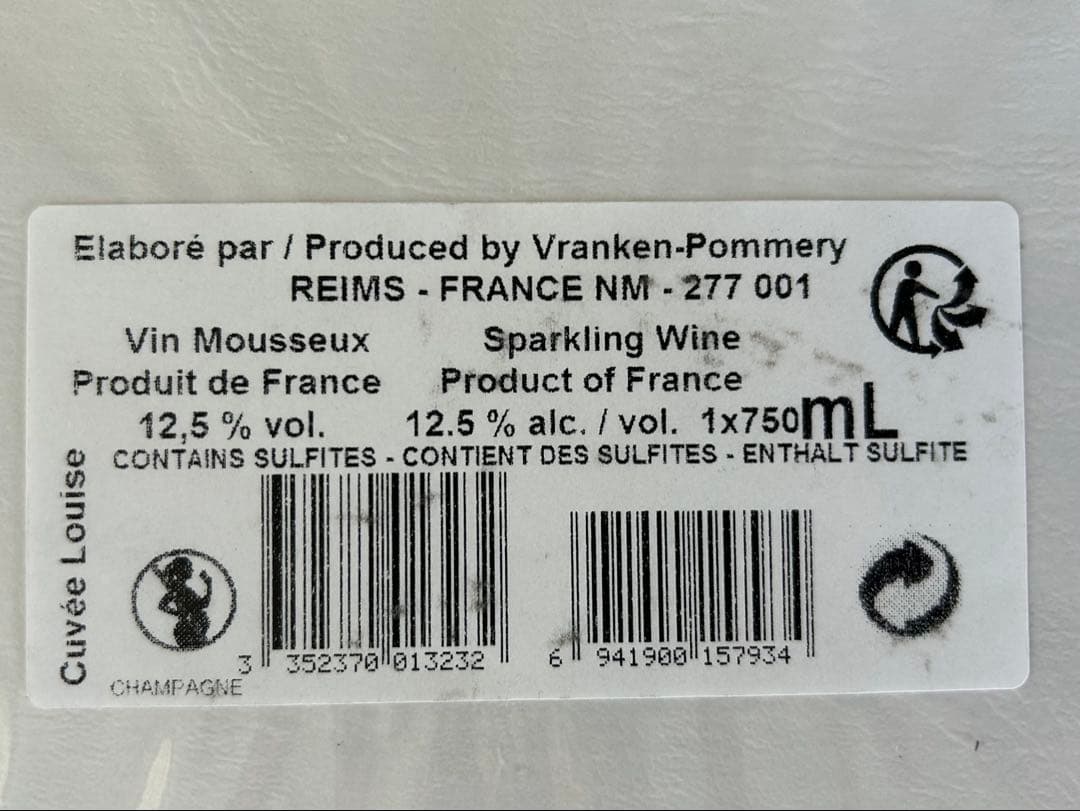 Elaboré par / Produced by Vranken-Pommery
REIMS - FRANCE NM - 277 001
Vin Mousseux Sparkling Wine
Produit de France Product of France
12,5 % vol. 12.5 % alc. / vol. 1x750mL
CONTAINS SULFITES - CONTIENT DES SULFITES - ENTHALT SULFITE
Cuvée Louise
3 352370 013232 6 941900 157934
CHAMPAGNE